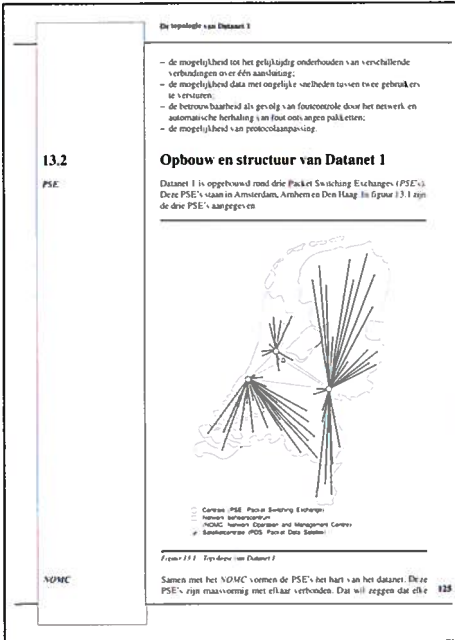 De topologie van Datanet 1
– de mogelijkheid tot het gelijktijdig onderhouden van verschillende
verbindingen over één aansluiting;
– de mogelijkheid data met ongelijke snelheden tussen twee gebruikers
te versturen;
– de betrouwbaarheid als gevolg van foutcontrole door het netwerk en
automatische herhaling van fout ontvangen pakketten;
– de mogelijkheid van protocolaanpassing.
13.2
Opbouw en structuur van Datanet 1
PSE
Datanet 1 is opgebouwd rond drie Packet Switching Exchanges (PSE's).
Deze PSE's staan in Amsterdam, Arnhem en Den Haag. In figuur 13.1 zijn
de drie PSE's aangegeven
Centrale (PSE: Packet Switching Exchange)
Netwerk beheerscentrum
(NOMC: Network Operation and Management Centre)
Satellietcentrale (PDS: Packet Data Satellite)
Figuur 13.1 Topologie van Datanet 1
NOMC
Samen met het NOMC vormen de PSE's het hart van het datanet. Deze
PSE's zijn maasvormig met elkaar verbonden. Dat wil zeggen dat elke
125